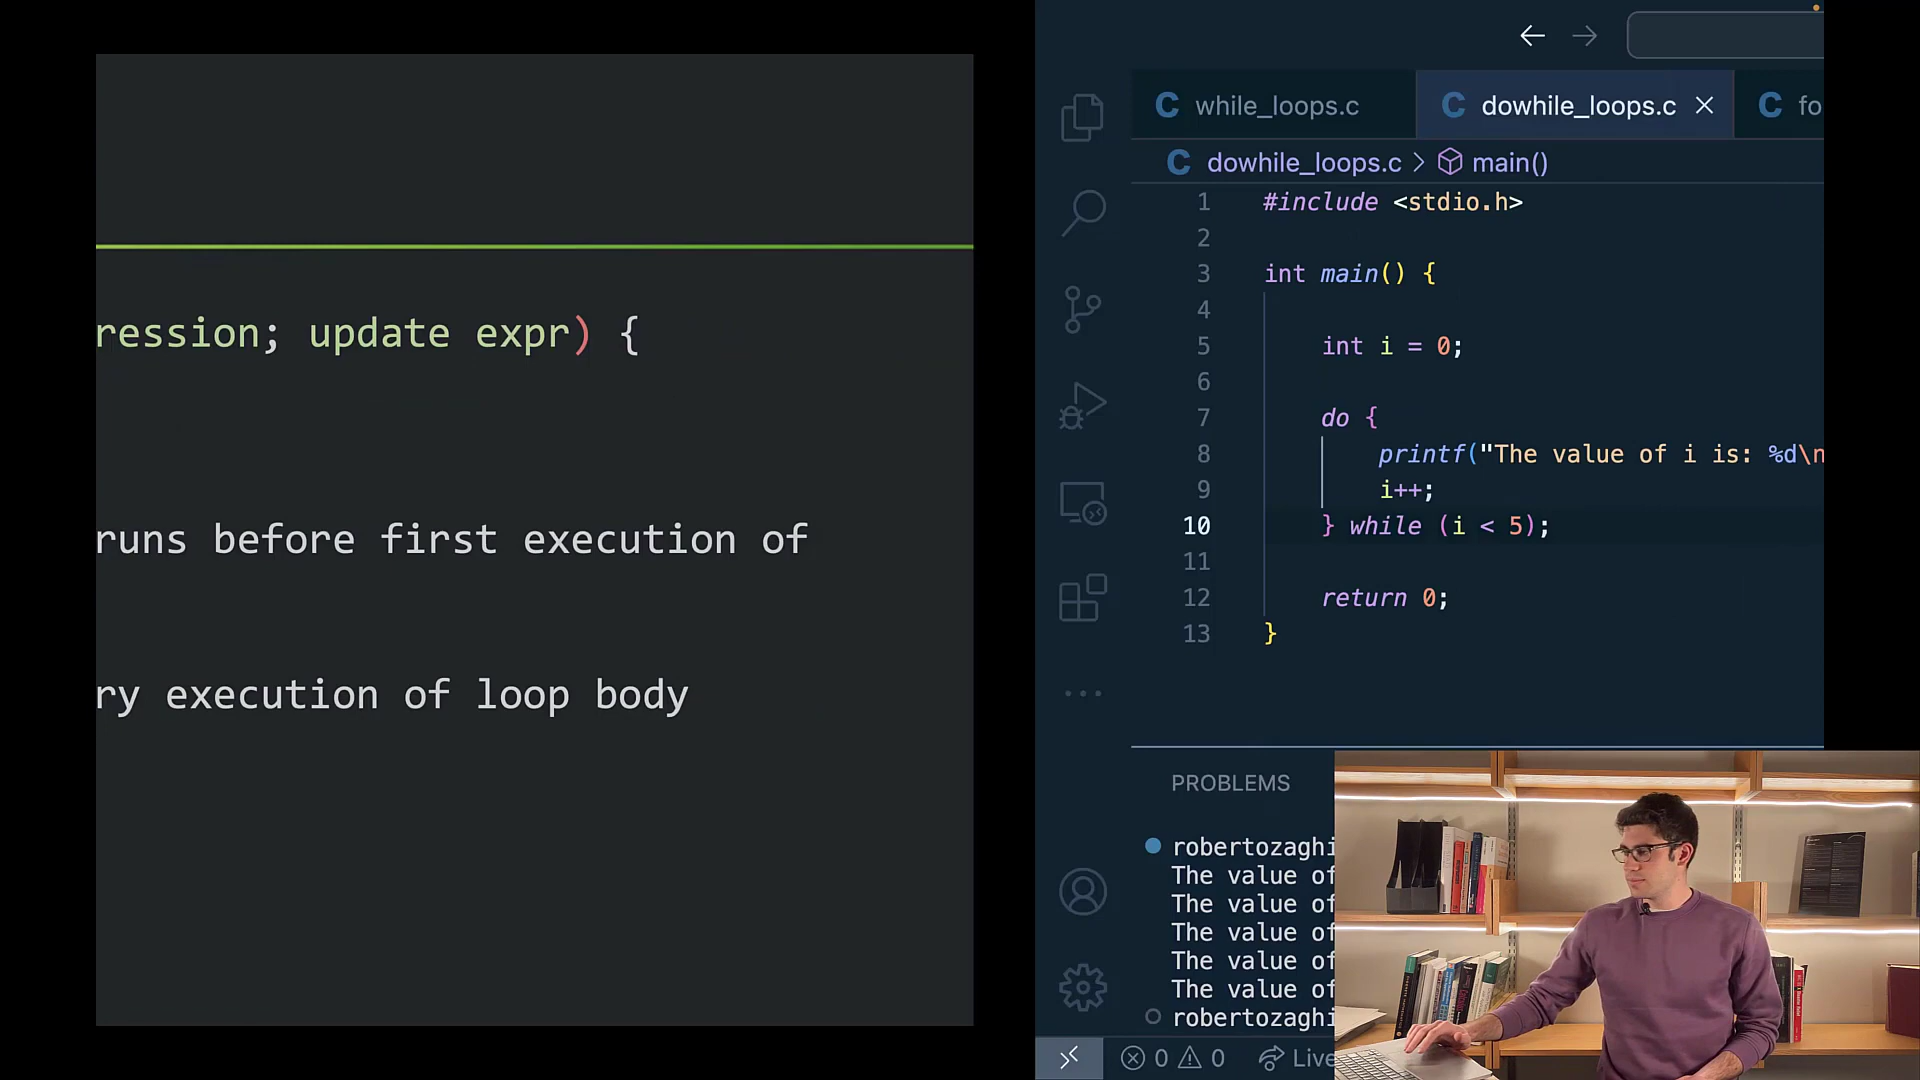 ression; update expr) {
runs before first execution of
ry execution of loop body
while_loops.c
dowhile_loops.c
fo
dowhile_loops.c > main()
1 #include <stdio.h>
2
3 int main() {
4
5 int i = 0;
6
7 do {
8 printf("The value of i is: %d\n
9 i++;
10 } while (i < 5);
11
12 return 0;
13 }
PROBLEMS
robertozaghi
The value of
The value of
The value of
The value of
The value of
robertozaghi
0 0 Live